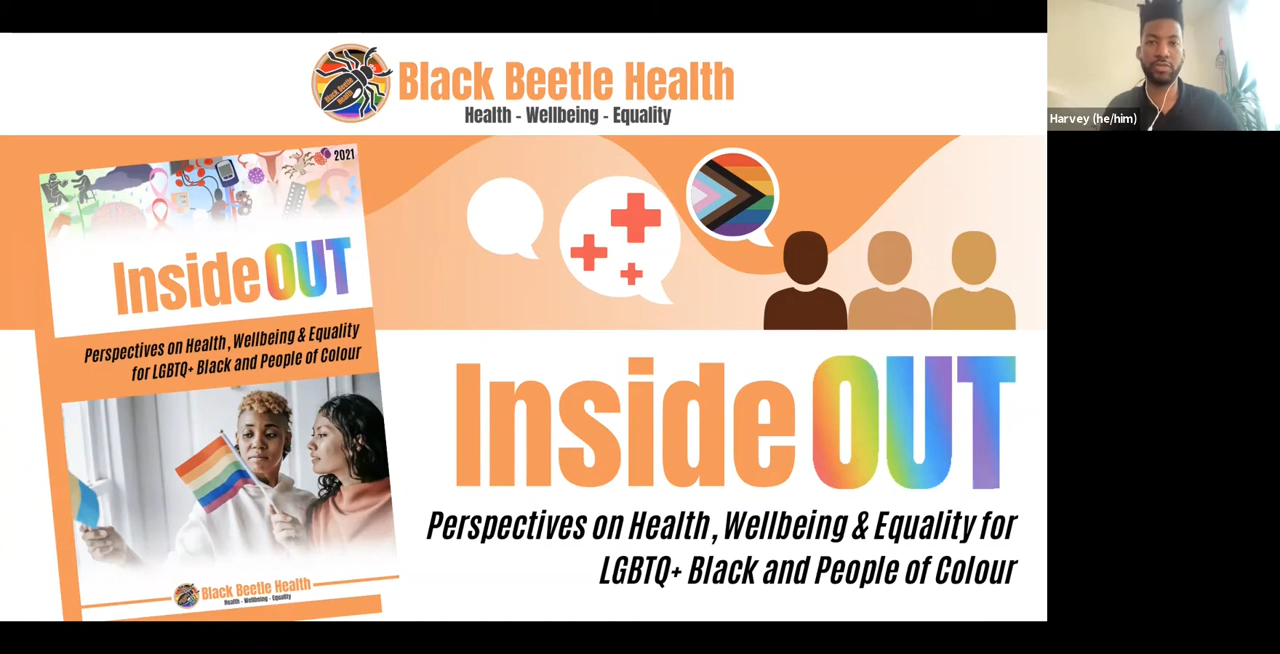 Black Beetle Health
Health - Wellbeing - Equality
Harvey (he/him)
2021
InsideOUT
Perspectives on Health, Wellbeing & Equality
for LGBTQ+ Black and People of Colour
Black Beetle Health
Health - Wellbeing - Equality
InsideOUT
Perspectives on Health, Wellbeing & Equality for
LGBTQ+ Black and People of Colour